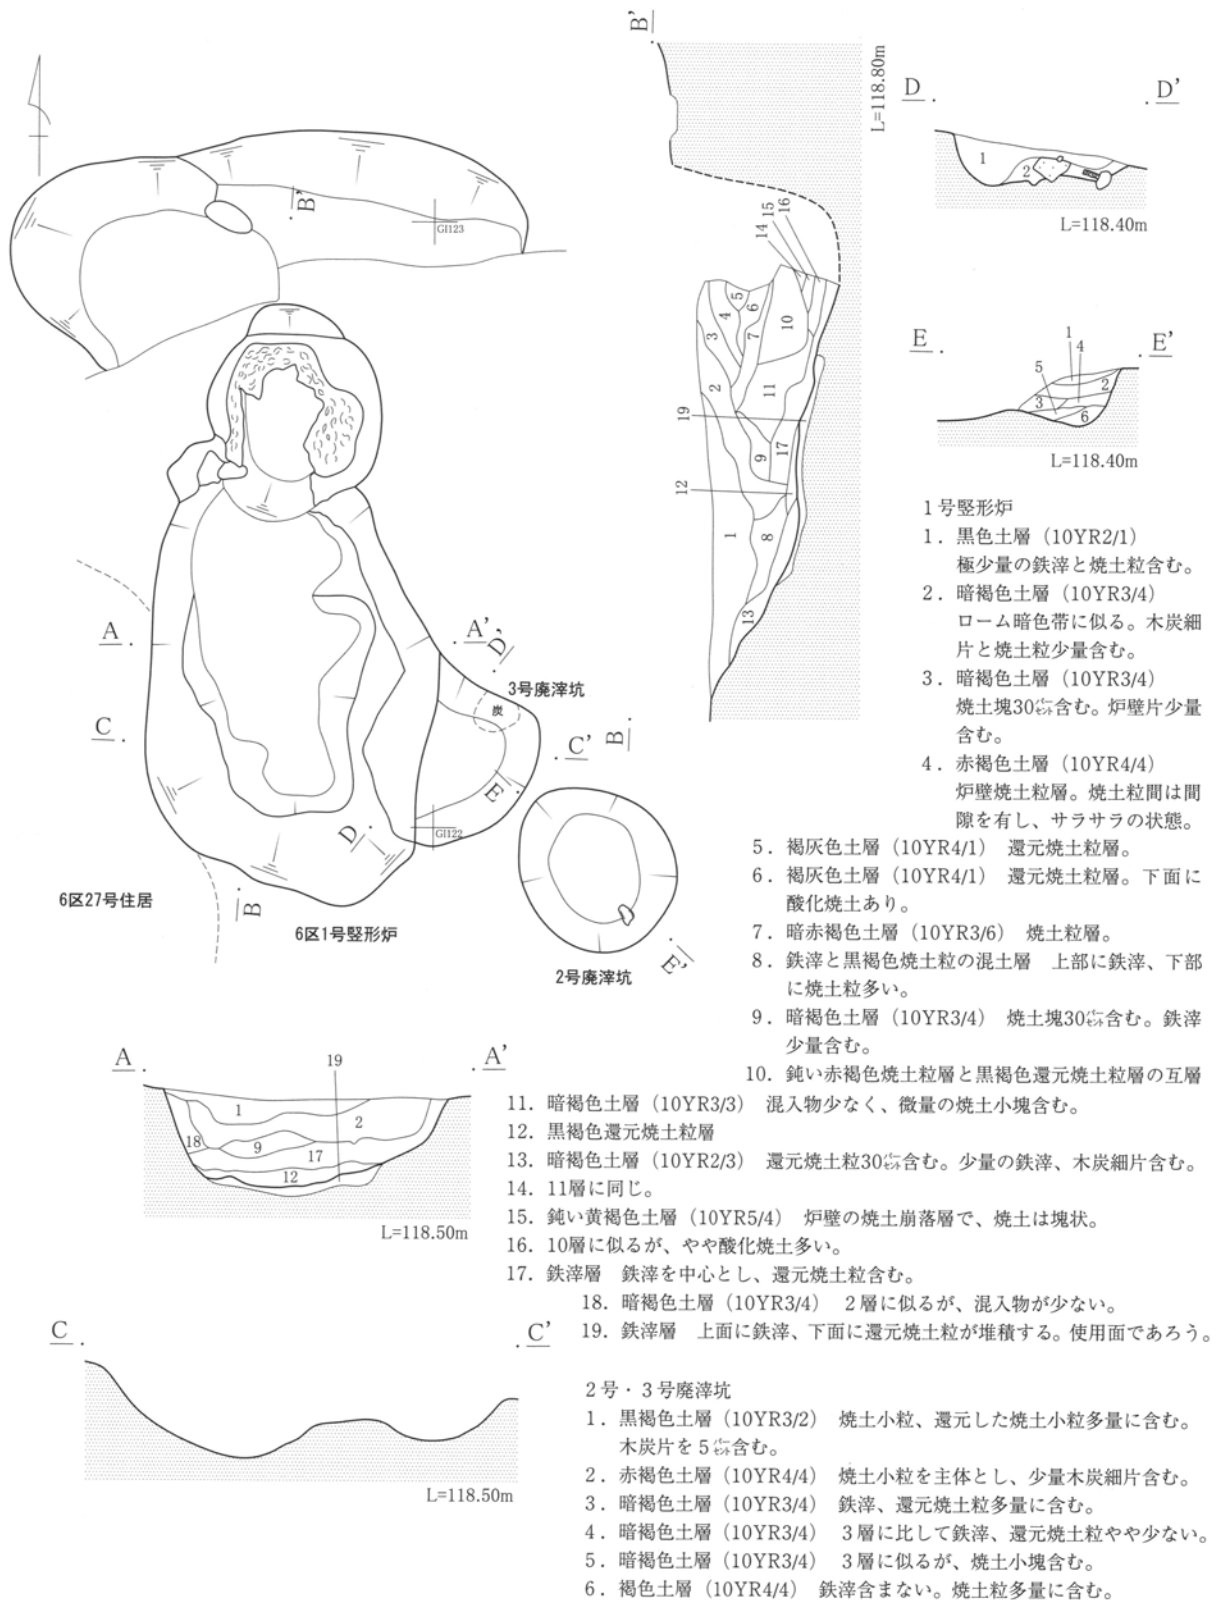 B'
L=118.80m
D
D'
1
2
L=118.40m
B'
GI123
14
15
16
5
4
6
3
7
10
2
11
19
9
17
12
1
8
13
E
E'
1
4
5
2
3
6
L=118.40m
A
A'
D'
3号廃滓坑
炭
C
C'
B
E
D
GI122
6区27号住居
B
6区1号竪形炉
2号廃滓坑
E'
1号竪形炉
1. 黒色土層(10YR2/1)
極少量の鉄滓と焼土粒含む。
2. 暗褐色土層(10YR3/4)
ローム暗色帯に似る。木炭細
片と焼土粒少量含む。
3. 暗褐色土層(10YR3/4)
焼土塊30㌫含む。炉壁片少量
含む。
4. 赤褐色土層(10YR4/4)
炉壁焼土粒層。焼土粒間は間
隙を有し、サラサラの状態。
5. 褐灰色土層(10YR4/1) 還元焼土粒層。
6. 褐灰色土層(10YR4/1) 還元焼土粒層。下面に
酸化焼土あり。
7. 暗赤褐色土層(10YR3/6) 焼土粒層。
8. 鉄滓と黒褐色焼土粒の混土層 上部に鉄滓、下部
に焼土粒多い。
9. 暗褐色土層(10YR3/4) 焼土塊30㌫含む。鉄滓
少量含む。
10. 鈍い赤褐色焼土粒層と黒褐色還元焼土粒層の互層
11. 暗褐色土層(10YR3/3) 混入物少なく、微量の焼土小塊含む。
12. 黒褐色還元焼土粒層
13. 暗褐色土層(10YR2/3) 還元焼土粒30㌫含む。少量の鉄滓、木炭細片含む。
14. 11層に同じ。
15. 鈍い黄褐色土層(10YR5/4) 炉壁の焼土崩落層で、焼土は塊状。
16. 10層に似るが、やや酸化焼土多い。
17. 鉄滓層 鉄滓を中心とし、還元焼土粒含む。
18. 暗褐色土層(10YR3/4) 2層に似るが、混入物が少ない。
19. 鉄滓層 上面に鉄滓、下面に還元焼土粒が堆積する。使用面であろう。
A
A'
19
1
2
18
9
17
12
L=118.50m
C
C'
L=118.50m
2号・3号廃滓坑
1. 黒褐色土層(10YR3/2) 焼土小粒、還元した焼土小粒多量に含む。
木炭片を5㌫含む。
2. 赤褐色土層(10YR4/4) 焼土小粒を主体とし、少量木炭細片含む。
3. 暗褐色土層(10YR3/4) 鉄滓、還元焼土粒多量に含む。
4. 暗褐色土層(10YR3/4) 3層に比して鉄滓、還元焼土粒やや少ない。
5. 暗褐色土層(10YR3/4) 3層に似るが、焼土小塊含む。
6. 褐色土層(10YR4/4) 鉄滓含まない。焼土粒多量に含む。